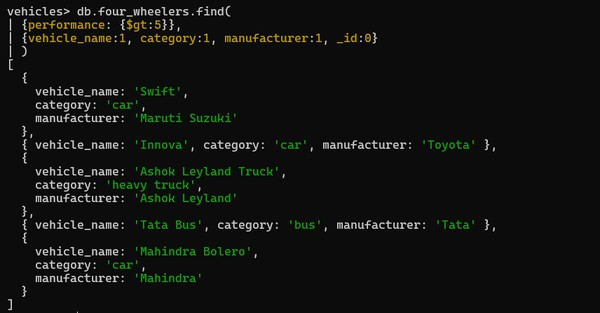 vehicles> db.four_wheelers.find(
| {performance: {$gt:5}},
| {vehicle_name:1, category:1, manufacturer:1, _id:0}
| )
[
  {
    vehicle_name: 'Swift',
    category: 'car',
    manufacturer: 'Maruti Suzuki'
  },
  { vehicle_name: 'Innova', category: 'car', manufacturer: 'Toyota' },
  {
    vehicle_name: 'Ashok Leyland Truck',
    category: 'heavy truck',
    manufacturer: 'Ashok Leyland'
  },
  { vehicle_name: 'Tata Bus', category: 'bus', manufacturer: 'Tata' },
  {
    vehicle_name: 'Mahindra Bolero',
    category: 'car',
    manufacturer: 'Mahindra'
  }
]